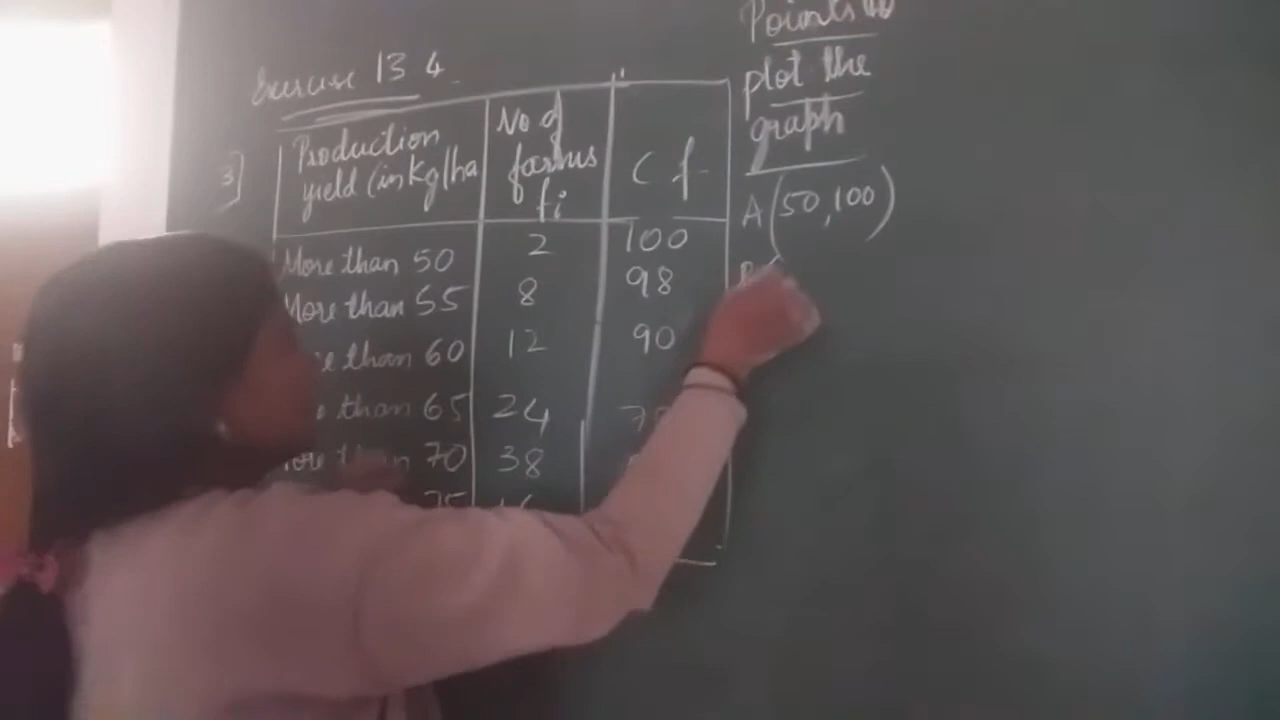 Exercise 13.4
Points to
plot the
graph
3]
Production
yield (in Kg/ha
No of
farms
fi
c f
A(50,100)
More than 50 2 100
More than 55 8 98
than 60 12 90
than 65 24
than 70 38
75